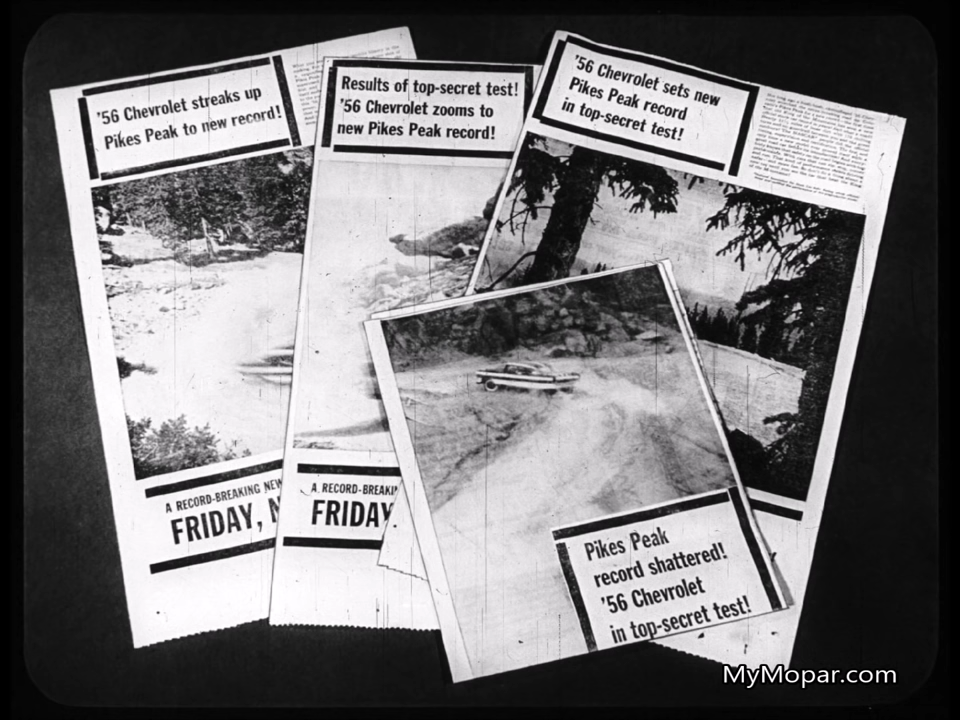 '56 Chevrolet streaks up
Pikes Peak to new record!
A RECORD-BREAKING NEW
FRIDAY, N
Results of top-secret test!
'56 Chevrolet zooms to
new Pikes Peak record!
A RECORD-BREAKIN
FRIDAY
'56 Chevrolet sets new
Pikes Peak record
in top-secret test!
Pikes Peak
record shattered!
'56 Chevrolet
in top-secret test!
MyMopar.com